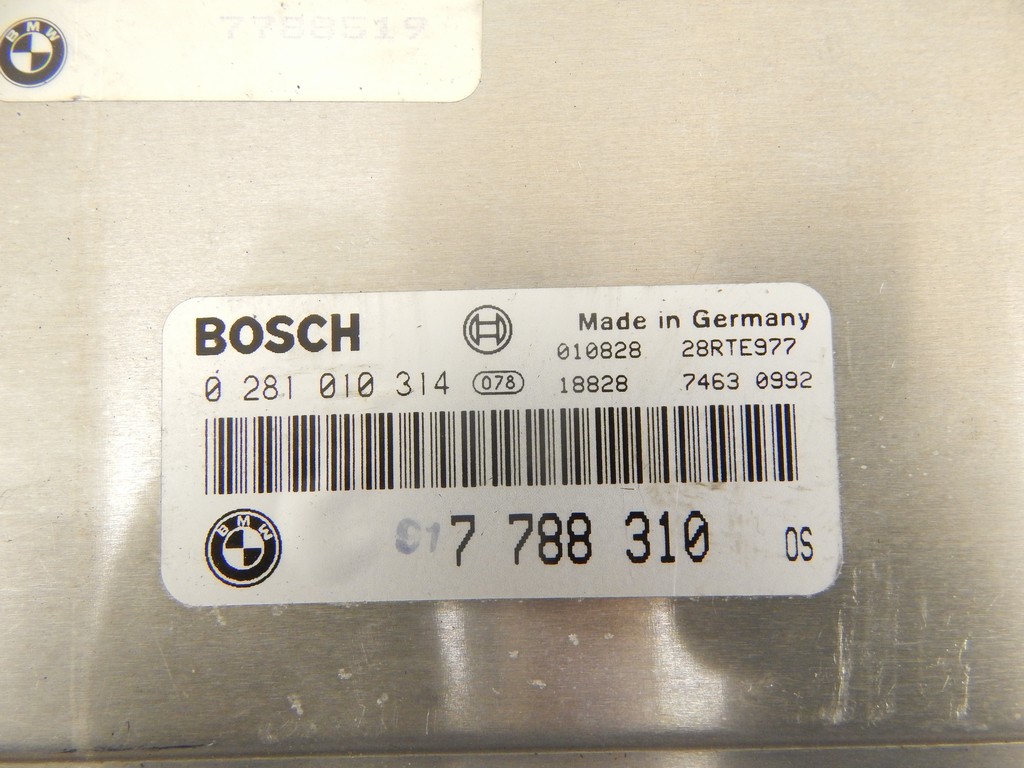 BMW
7788519
BOSCH
Made in Germany
010828 28RTE977
0 281 010 314 078 18828 7463 0992
BMW
7 788 310 OS